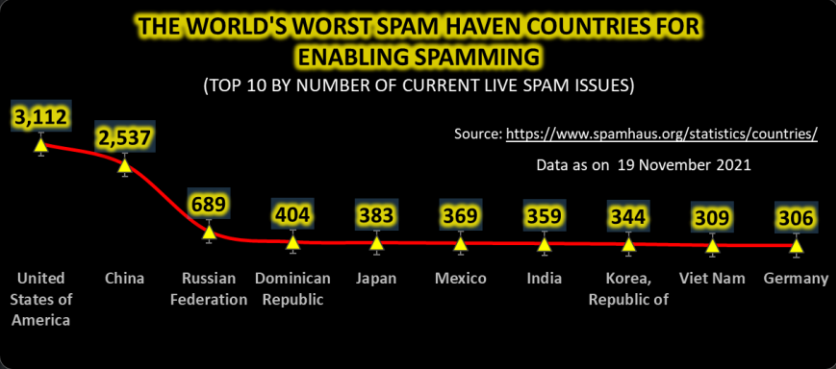 THE WORLD'S WORST SPAM HAVEN COUNTRIES FOR
ENABLING SPAMMING
(TOP 10 BY NUMBER OF CURRENT LIVE SPAM ISSUES)
Source: https://www.spamhaus.org/statistics/countries/
Data as on 19 November 2021
3,112
2,537
689
404
383
369
359
344
309
306
United
States of
America
China
Russian
Federation
Dominican
Republic
Japan
Mexico
India
Korea,
Republic of
Viet Nam
Germany